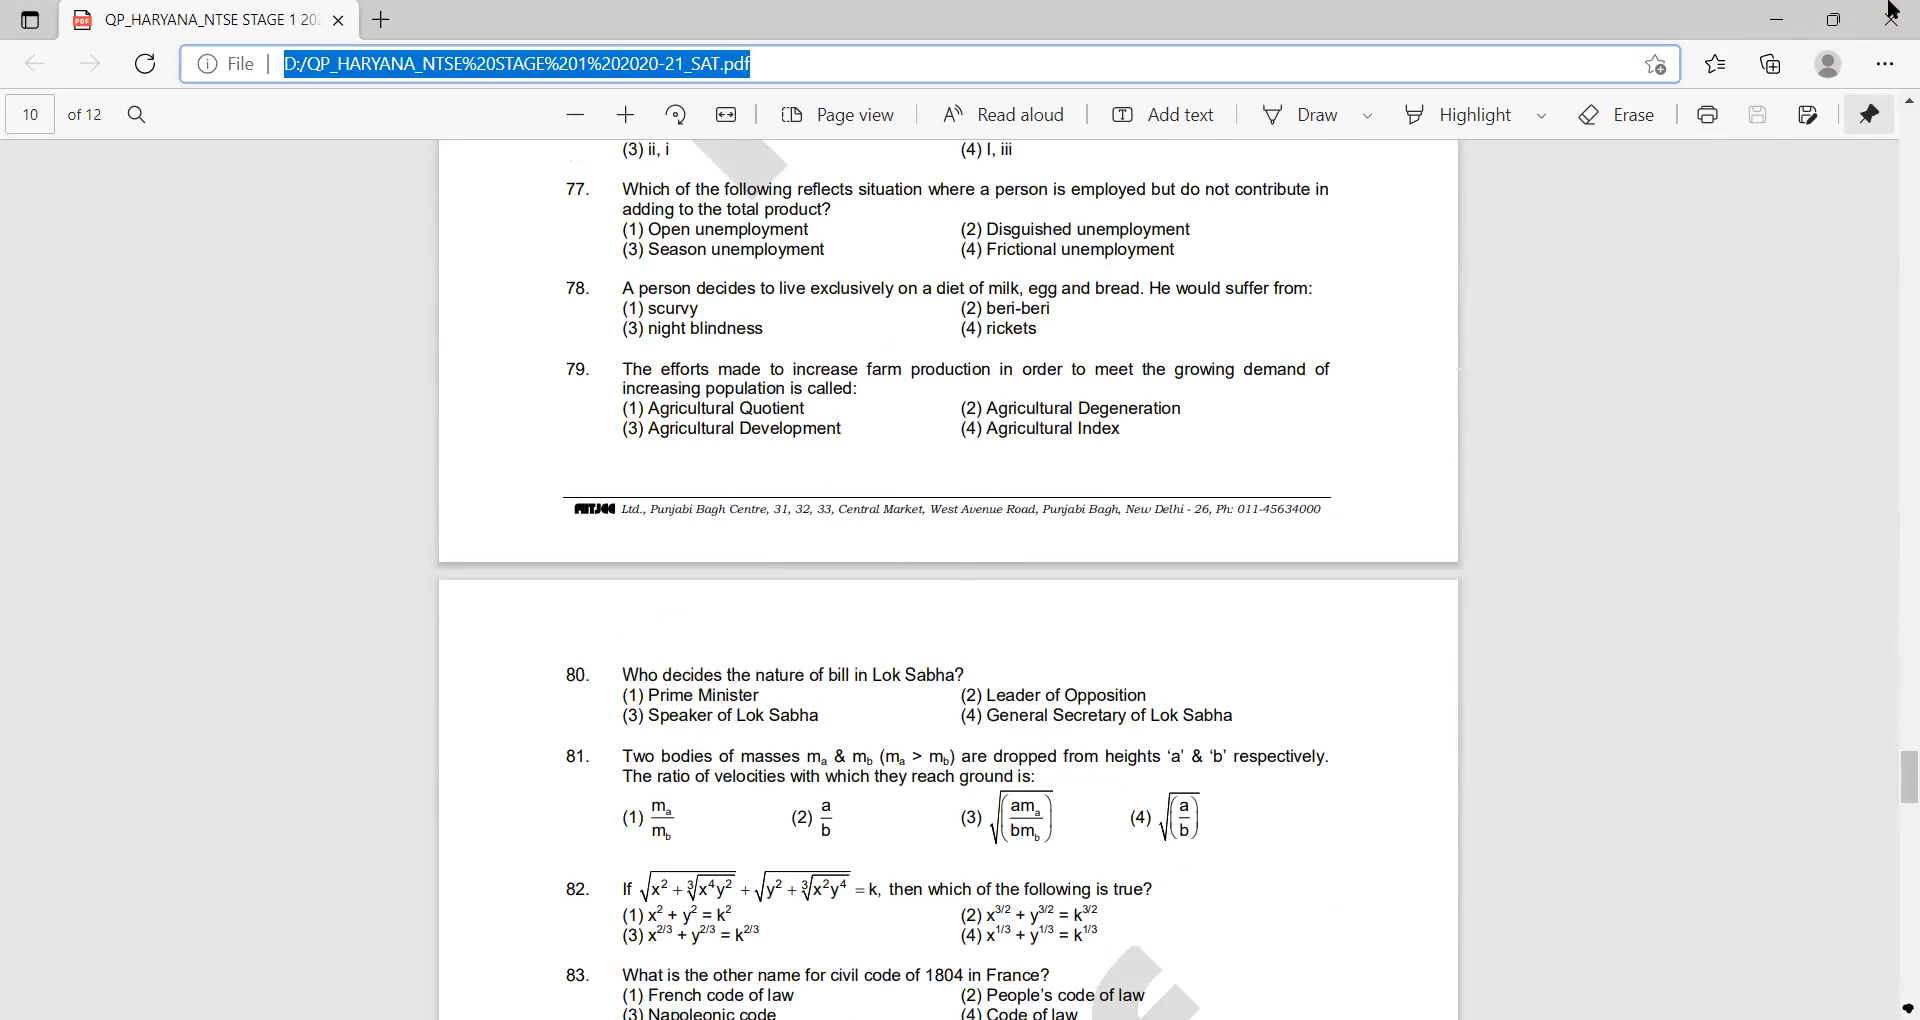 QP_HARYANA_NTSE STAGE 1 20
File
D:/QP_HARYANA_NTSE%20STAGE%201%202020-21_SAT.pdf
10 of 12
Page view
Read aloud
Add text
Draw
Highlight
Erase
(3) ii, i (4) I, iii
77. Which of the following reflects situation where a person is employed but do not contribute in
adding to the total product?
(1) Open unemployment (2) Disguished unemployment
(3) Season unemployment (4) Frictional unemployment
78. A person decides to live exclusively on a diet of milk, egg and bread. He would suffer from:
(1) scurvy (2) beri-beri
(3) night blindness (4) rickets
79. The efforts made to increase farm production in order to meet the growing demand of
increasing population is called:
(1) Agricultural Quotient (2) Agricultural Degeneration
(3) Agricultural Development (4) Agricultural Index
FIITJEE Ltd., Punjabi Bagh Centre, 31, 32, 33, Central Market, West Avenue Road, Punjabi Bagh, New Delhi - 26, Ph: 011-45634000
80. Who decides the nature of bill in Lok Sabha?
(1) Prime Minister (2) Leader of Opposition
(3) Speaker of Lok Sabha (4) General Secretary of Lok Sabha
81. Two bodies of masses mₐ & m_b (mₐ > m_b) are dropped from heights ‘a’ & ‘b’ respectively.
The ratio of velocities with which they reach ground is:
(1) mₐ/m_b (2) a/b (3) √(amₐ/bm_b) (4) √(a/b)
82. If √(x² + ∛(x⁴y²)) + √(y² + ∛(x²y⁴)) = k, then which of the following is true?
(1) x² + y² = k² (2) x^3/2 + y^3/2 = k^3/2
(3) x^2/3 + y^2/3 = k^2/3 (4) x^1/3 + y^1/3 = k^1/3
83. What is the other name for civil code of 1804 in France?
(1) French code of law (2) People’s code of law
(3) Napoleonic code (4) Code of law